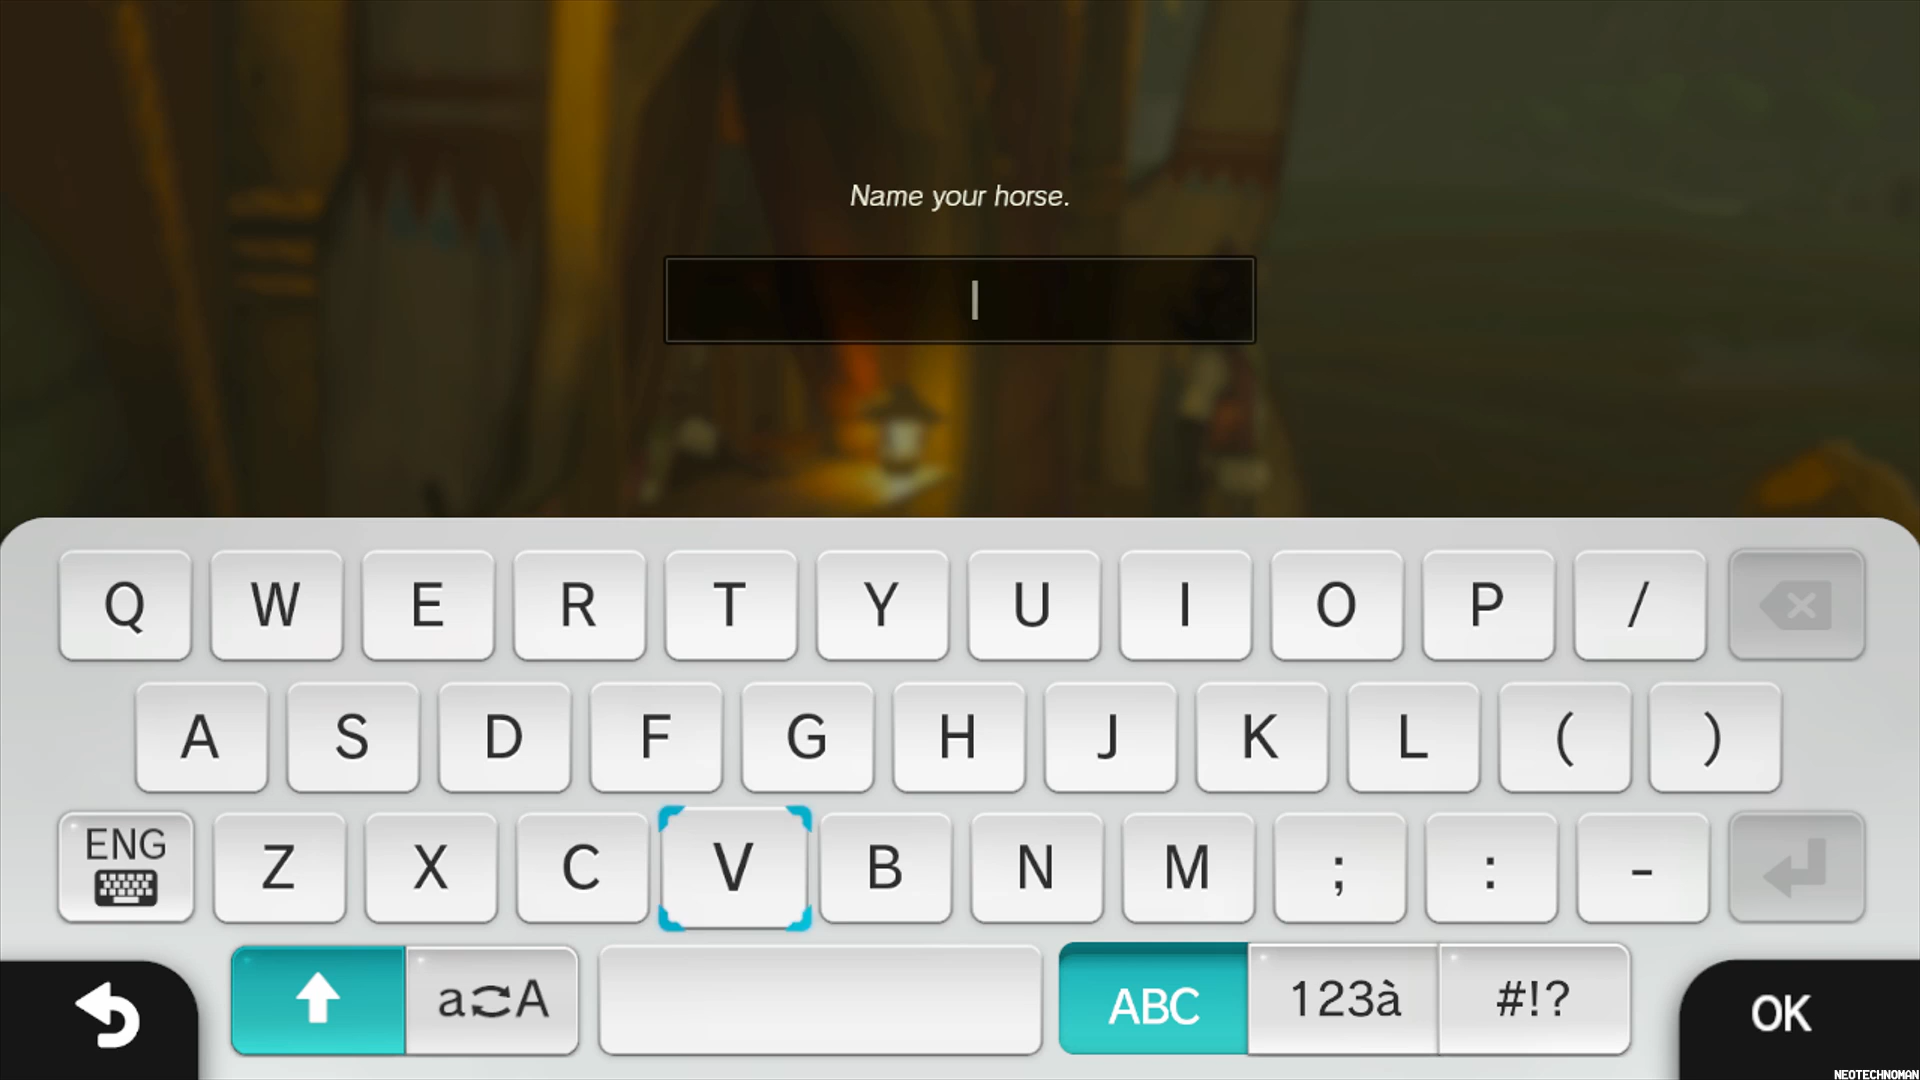 Name your horse.
Q W E R T Y U I O P /
A S D F G H J K L ( )
ENG Z X C V B N M ; : -
a A ABC 123à #!? OK
NEOTECHNOMAN